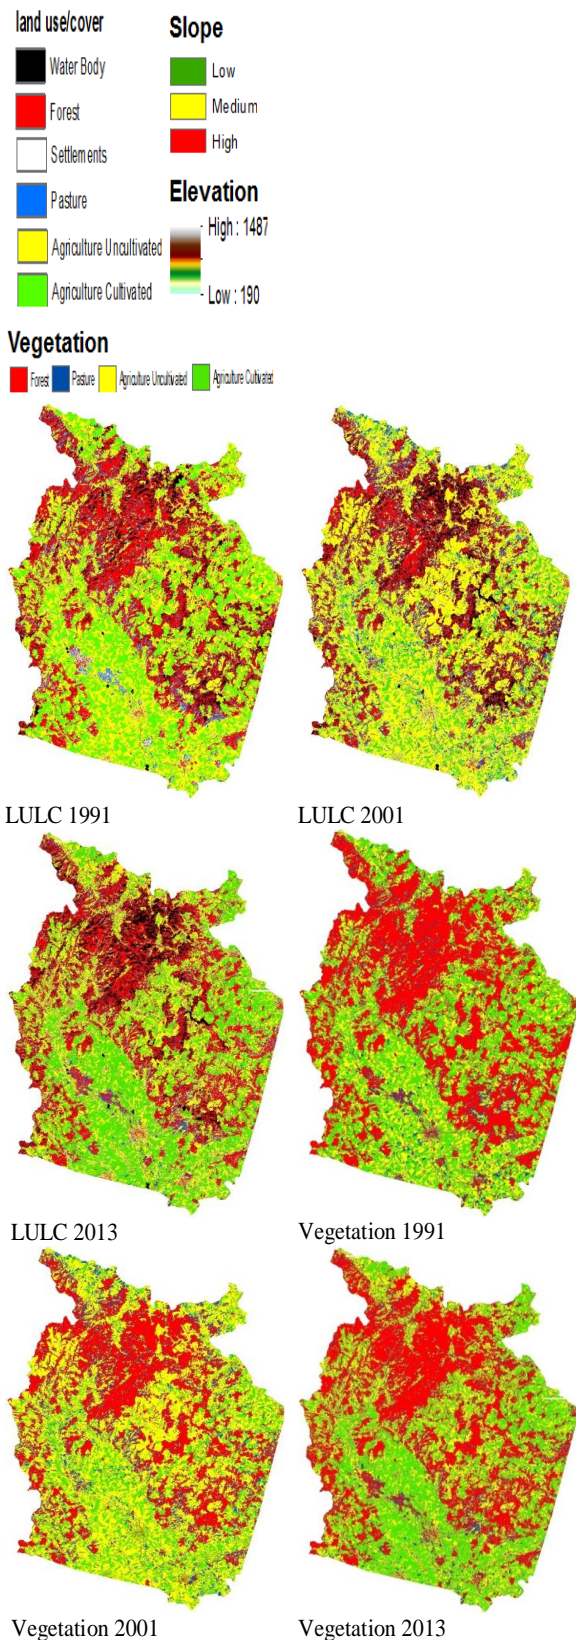 land use/cover
Water Body
Forest
Settlements
Pasture
Agriculture Uncultivated
Agriculture Cultivated
Slope
Low
Medium
High
Elevation
High : 1487
Low : 190
Vegetation
Forest Pasture Agriculture Uncultivated Agriculture Cultivated
LULC 1991 LULC 2001
LULC 2013 Vegetation 1991
Vegetation 2001 Vegetation 2013